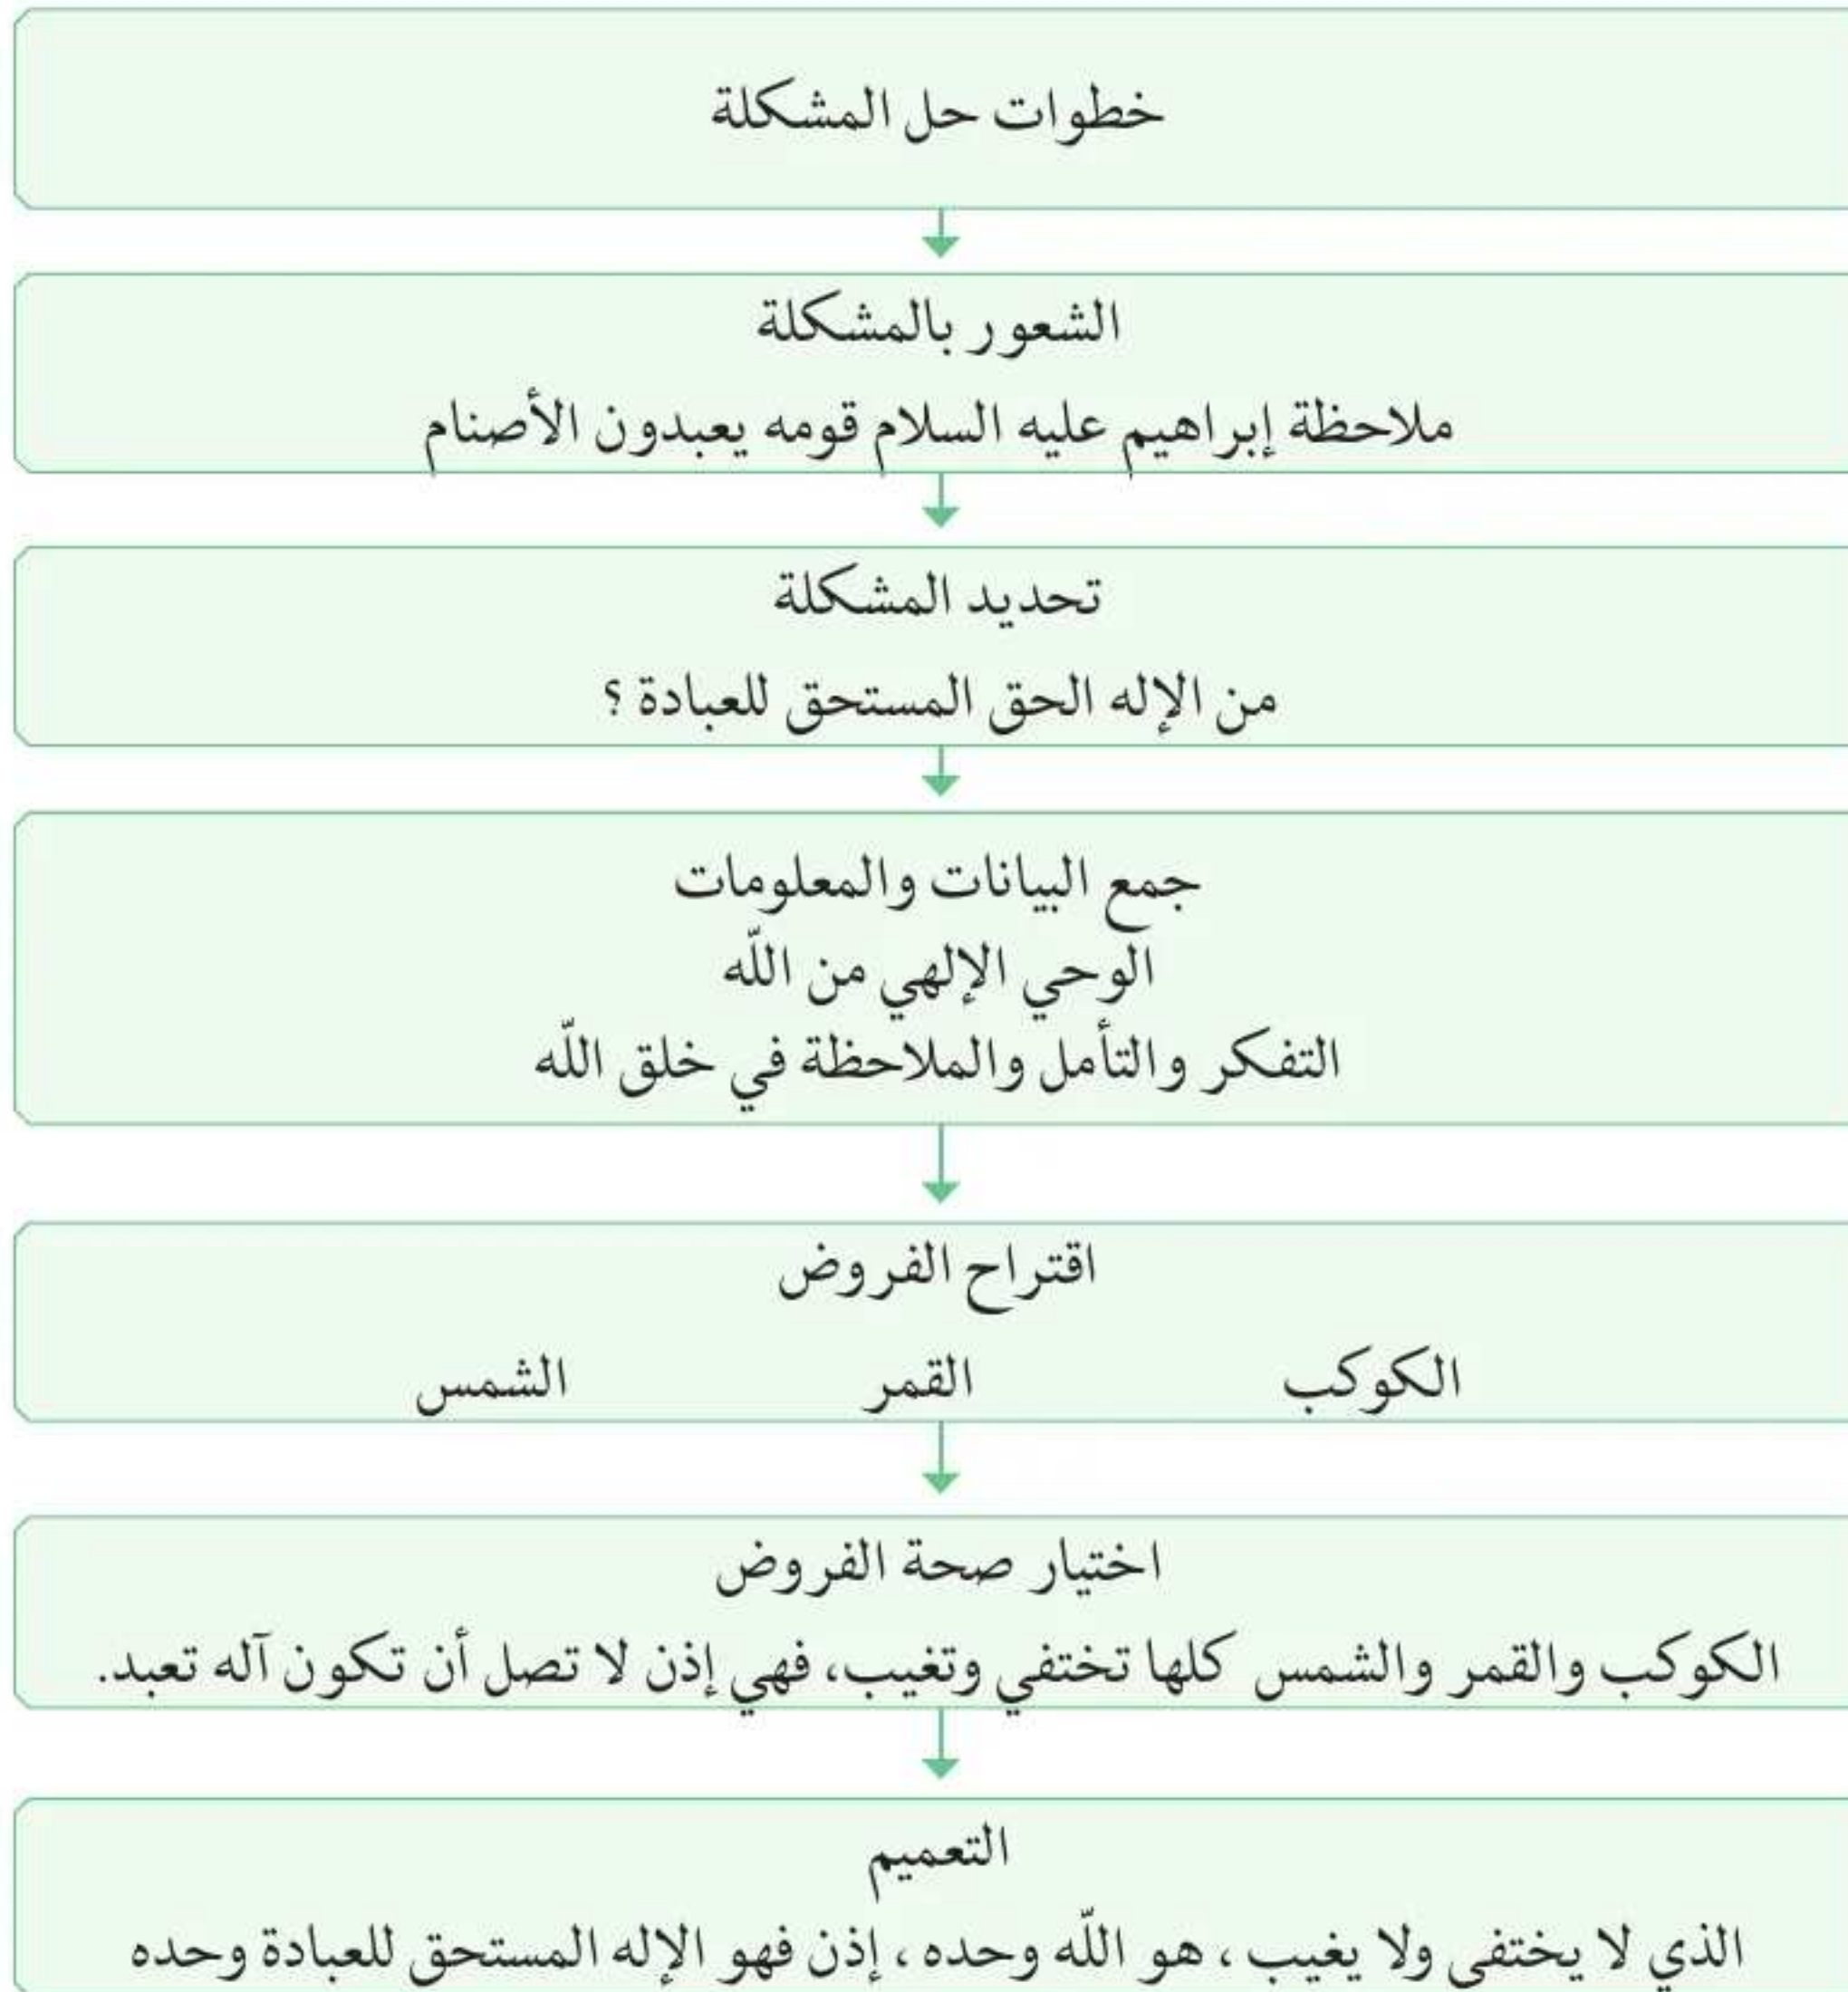 خطوات حل المشكلة
الشعور بالمشكلة
ملاحظة إبراهيم عليه السلام قومه يعبدون الأصنام
تحديد المشكلة
من الإله الحق المستحق للعبادة ؟
جمع البيانات والمعلومات
الوحي الإلهي من اللّه
التفكر والتأمل والملاحظة في خلق اللّه
اقتراح الفروض
الكوكب القمر الشمس
اختيار صحة الفروض
الكوكب والقمر والشمس كلها تختفي وتغيب، فهي إذن لا تصل أن تكون آله تعبد.
التعميم
الذي لا يختفي ولا يغيب ، هو اللّه وحده ، إذن فهو الإله المستحق للعبادة وحده